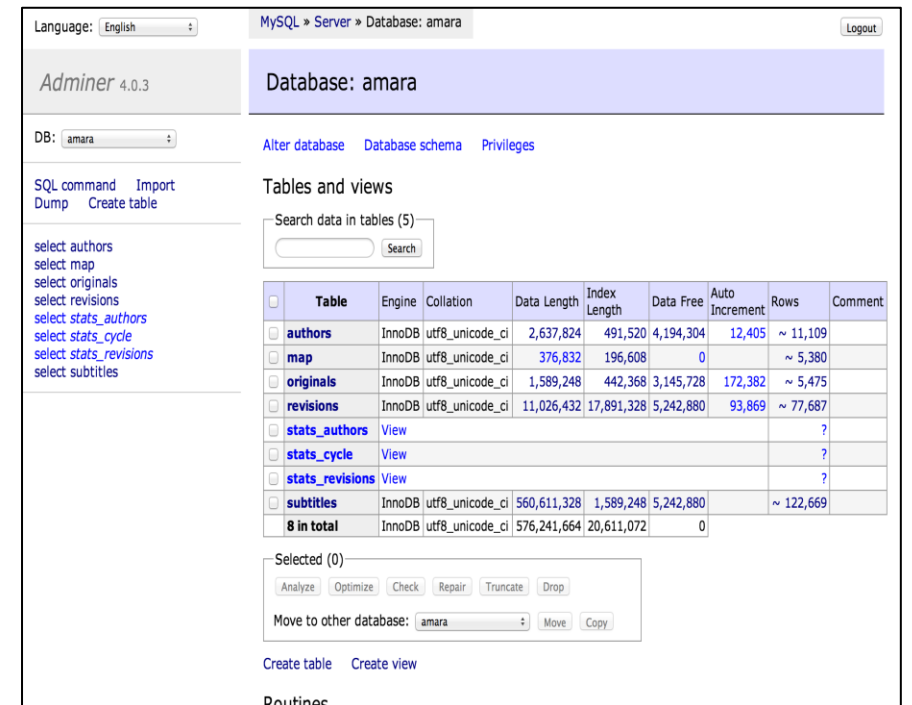 Language: English
MySQL » Server » Database: amara
Logout
Adminer 4.0.3
Database: amara
DB: amara
Alter database Database schema Privileges
SQL command Import
Dump Create table
Tables and views
Search data in tables (5)
Search
select authors
select map
select originals
select revisions
select stats_authors
select stats_cycle
select stats_revisions
select subtitles
Table Engine Collation Data Length Index Length Data Free Auto Increment Rows Comment
authors InnoDB utf8_unicode_ci 2,637,824 491,520 4,194,304 12,405 ~ 11,109
map InnoDB utf8_unicode_ci 376,832 196,608 0 ~ 5,380
originals InnoDB utf8_unicode_ci 1,589,248 442,368 3,145,728 172,382 ~ 5,475
revisions InnoDB utf8_unicode_ci 11,026,432 17,891,328 5,242,880 93,869 ~ 77,687
stats_authors View ?
stats_cycle View ?
stats_revisions View ?
subtitles InnoDB utf8_unicode_ci 560,611,328 1,589,248 5,242,880 ~ 122,669
8 in total InnoDB utf8_unicode_ci 576,241,664 20,611,072 0
Selected (0)
Analyze Optimize Check Repair Truncate Drop
Move to other database: amara Move Copy
Create table Create view
Routines